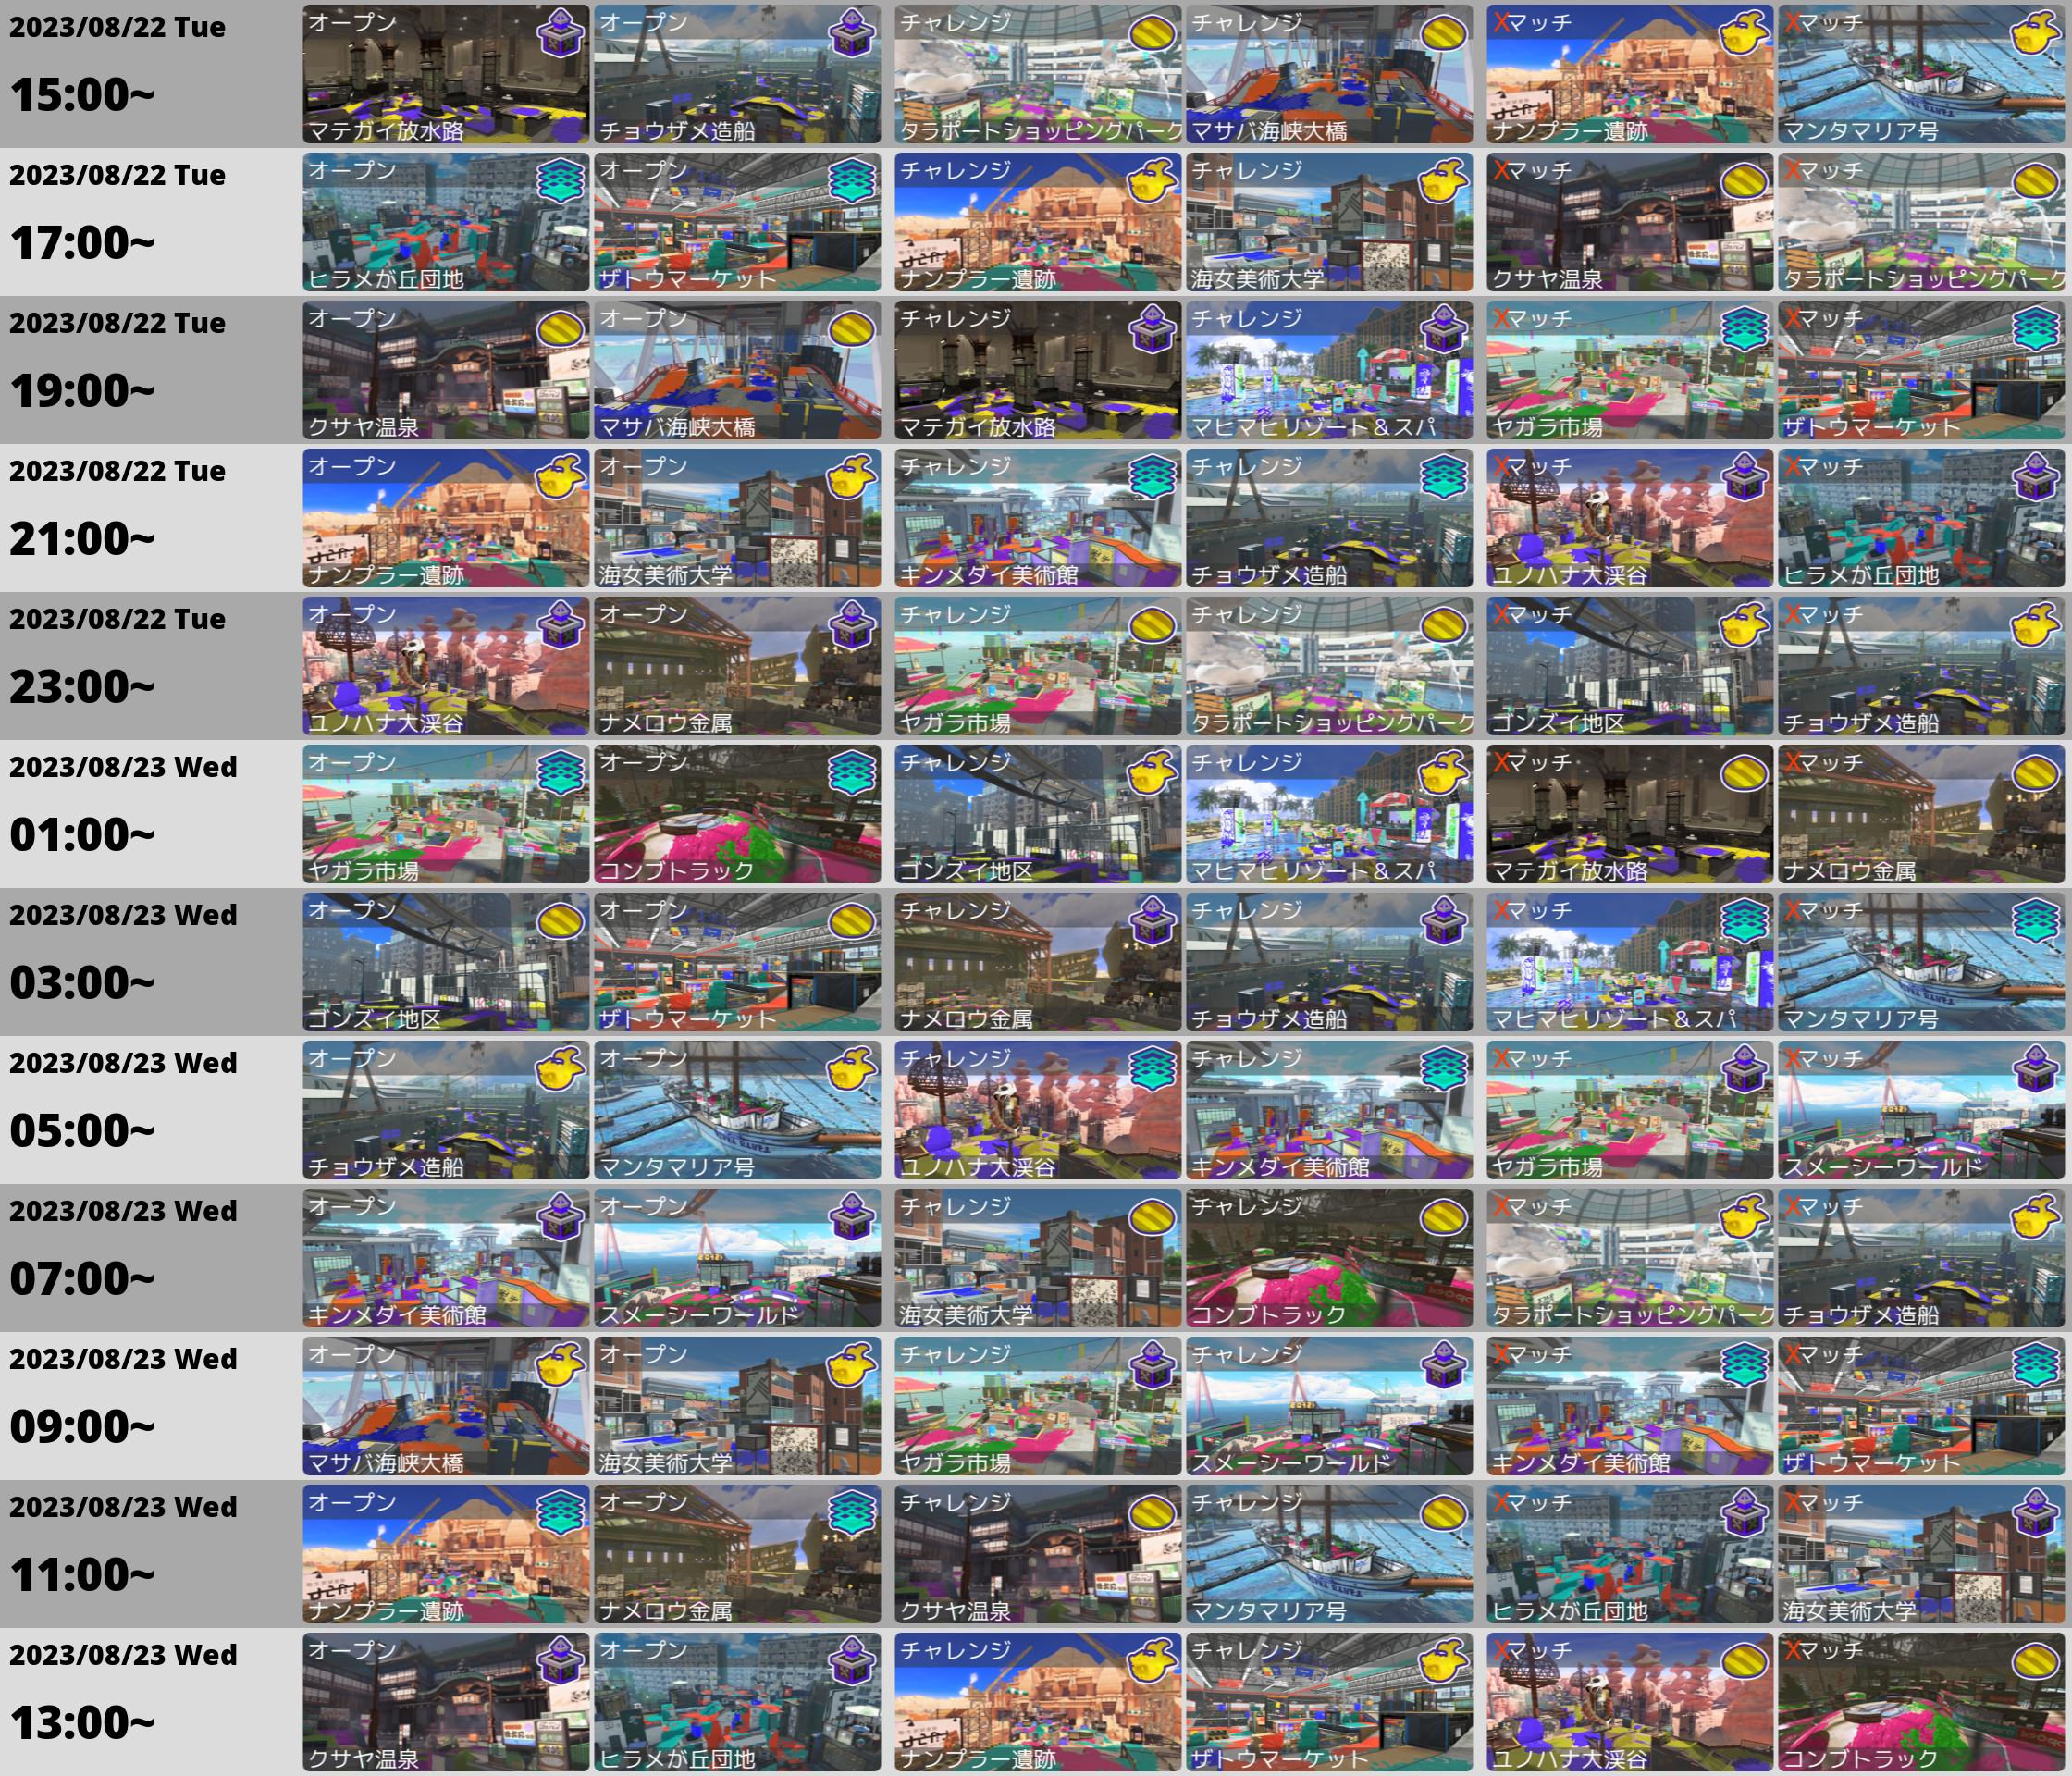 2023/08/22 Tue
15:00~
オープン
マテガイ放水路
オープン
チョウザメ造船
チャレンジ
タラポートショッピングパーク
チャレンジ
マサバ海峡大橋
Xマッチ
ナンプラー遺跡
Xマッチ
マンタマリア号
2023/08/22 Tue
17:00~
オープン
ヒラメが丘団地
オープン
ザトウマーケット
チャレンジ
ナンプラー遺跡
チャレンジ
海女美術大学
Xマッチ
クサヤ温泉
Xマッチ
タラポートショッピングパーク
2023/08/22 Tue
19:00~
オープン
クサヤ温泉
オープン
マサバ海峡大橋
チャレンジ
マテガイ放水路
チャレンジ
マヒマヒリゾート＆スパ
Xマッチ
ヤガラ市場
Xマッチ
ザトウマーケット
2023/08/22 Tue
21:00~
オープン
ナンプラー遺跡
オープン
海女美術大学
チャレンジ
キンメダイ美術館
チャレンジ
チョウザメ造船
Xマッチ
ユノハナ大渓谷
Xマッチ
ヒラメが丘団地
2023/08/22 Tue
23:00~
オープン
ユノハナ大渓谷
オープン
ナメロウ金属
チャレンジ
ヤガラ市場
チャレンジ
タラポートショッピングパーク
Xマッチ
ゴンズイ地区
Xマッチ
チョウザメ造船
2023/08/23 Wed
01:00~
オープン
ヤガラ市場
オープン
コンブトラック
チャレンジ
ゴンズイ地区
チャレンジ
マヒマヒリゾート＆スパ
Xマッチ
マテガイ放水路
Xマッチ
ナメロウ金属
2023/08/23 Wed
03:00~
オープン
ゴンズイ地区
オープン
ザトウマーケット
チャレンジ
ナメロウ金属
チャレンジ
チョウザメ造船
Xマッチ
マヒマヒリゾート＆スパ
Xマッチ
マンタマリア号
2023/08/23 Wed
05:00~
オープン
チョウザメ造船
オープン
マンタマリア号
チャレンジ
ユノハナ大渓谷
チャレンジ
キンメダイ美術館
Xマッチ
ヤガラ市場
Xマッチ
スメーシーワールド
2023/08/23 Wed
07:00~
オープン
キンメダイ美術館
オープン
スメーシーワールド
チャレンジ
海女美術大学
チャレンジ
コンブトラック
Xマッチ
タラポートショッピングパーク
Xマッチ
チョウザメ造船
2023/08/23 Wed
09:00~
オープン
マサバ海峡大橋
オープン
海女美術大学
チャレンジ
ヤガラ市場
チャレンジ
スメーシーワールド
Xマッチ
キンメダイ美術館
Xマッチ
ザトウマーケット
2023/08/23 Wed
11:00~
オープン
ナンプラー遺跡
オープン
ナメロウ金属
チャレンジ
クサヤ温泉
チャレンジ
マンタマリア号
Xマッチ
ヒラメが丘団地
Xマッチ
海女美術大学
2023/08/23 Wed
13:00~
オープン
クサヤ温泉
オープン
ヒラメが丘団地
チャレンジ
ナンプラー遺跡
チャレンジ
ザトウマーケット
Xマッチ
ユノハナ大渓谷
Xマッチ
コンブトラック